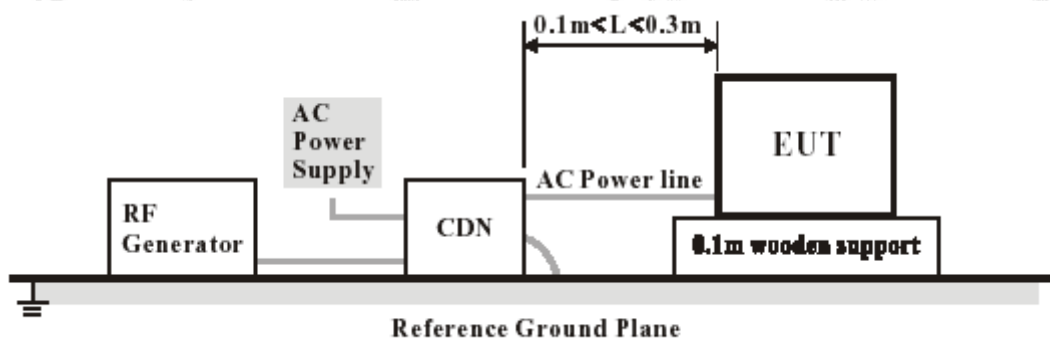 0.1m<L<0.3m
AC
Power
Supply
EUT
AC Power line
RF
Generator
CDN
0.1m wooden support
Reference Ground Plane